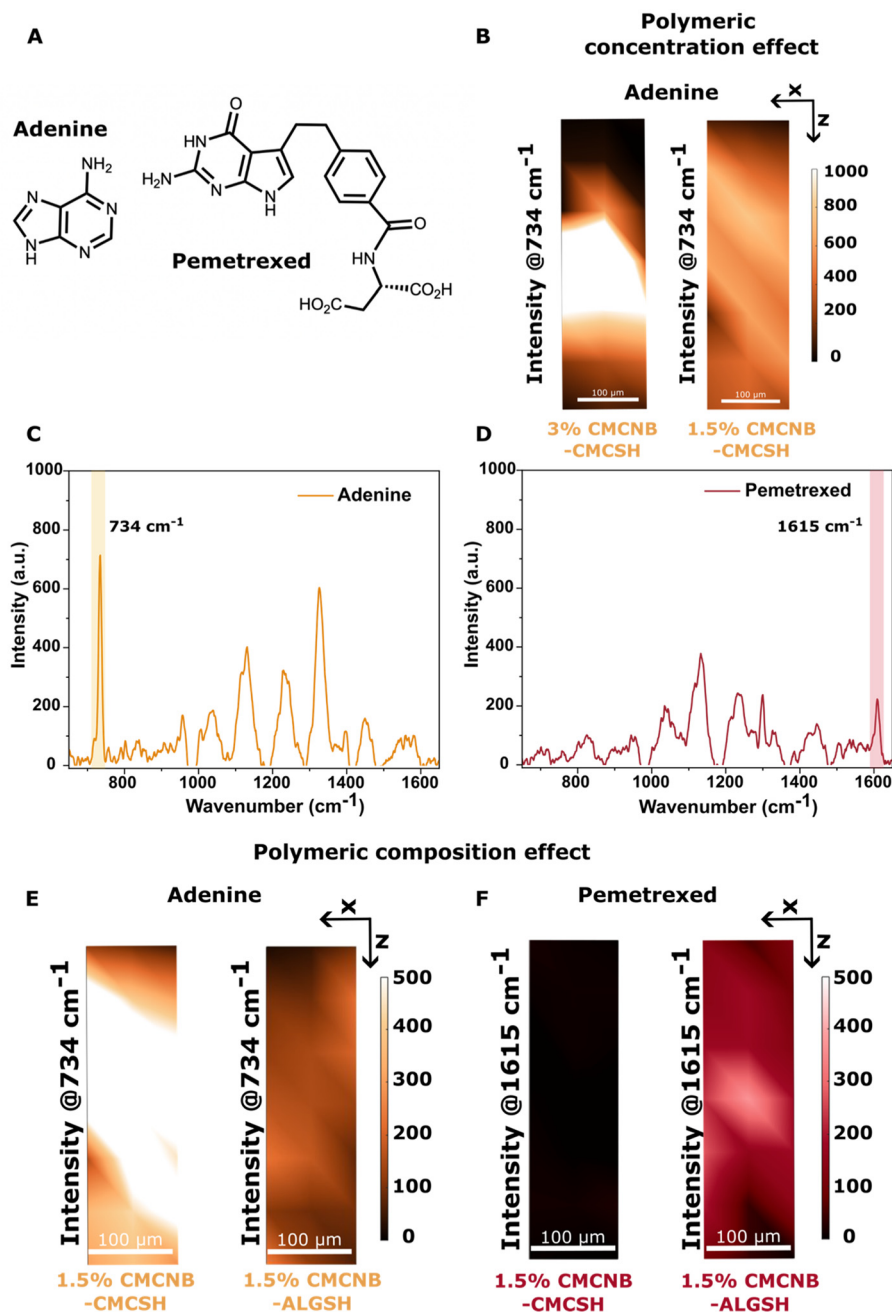 A
Adenine
NH₂
N
N
N
N
H
O
HN
H₂N
N
N
H
O
HN
HO₂C
CO₂H
Pemetrexed
B
Polymeric
concentration effect
Adenine
X
Z
Intensity @734 cm⁻¹
100 µm
3% CMCNB
-CMCSH
Intensity @734 cm⁻¹
100 µm
1.5% CMCNB
-CMCSH
1000
800
600
400
200
0
C
1000
800
600
400
200
0
Intensity (a.u.)
Adenine
734 cm⁻¹
800 1000 1200 1400 1600
Wavenumber (cm⁻¹)
D
1000
800
600
400
200
0
Intensity (a.u.)
Pemetrexed
1615 cm⁻¹
800 1000 1200 1400 1600
Wavenumber (cm⁻¹)
Polymeric composition effect
E
Adenine
X
Z
Intensity @734 cm⁻¹
100 µm
1.5% CMCNB
-CMCSH
Intensity @734 cm⁻¹
100 µm
1.5% CMCNB
-ALGSH
500
400
300
200
100
0
F
Pemetrexed
X
Z
Intensity @1615 cm⁻¹
100 µm
1.5% CMCNB
-CMCSH
Intensity @1615 cm⁻¹
100 µm
1.5% CMCNB
-ALGSH
500
400
300
200
100
0